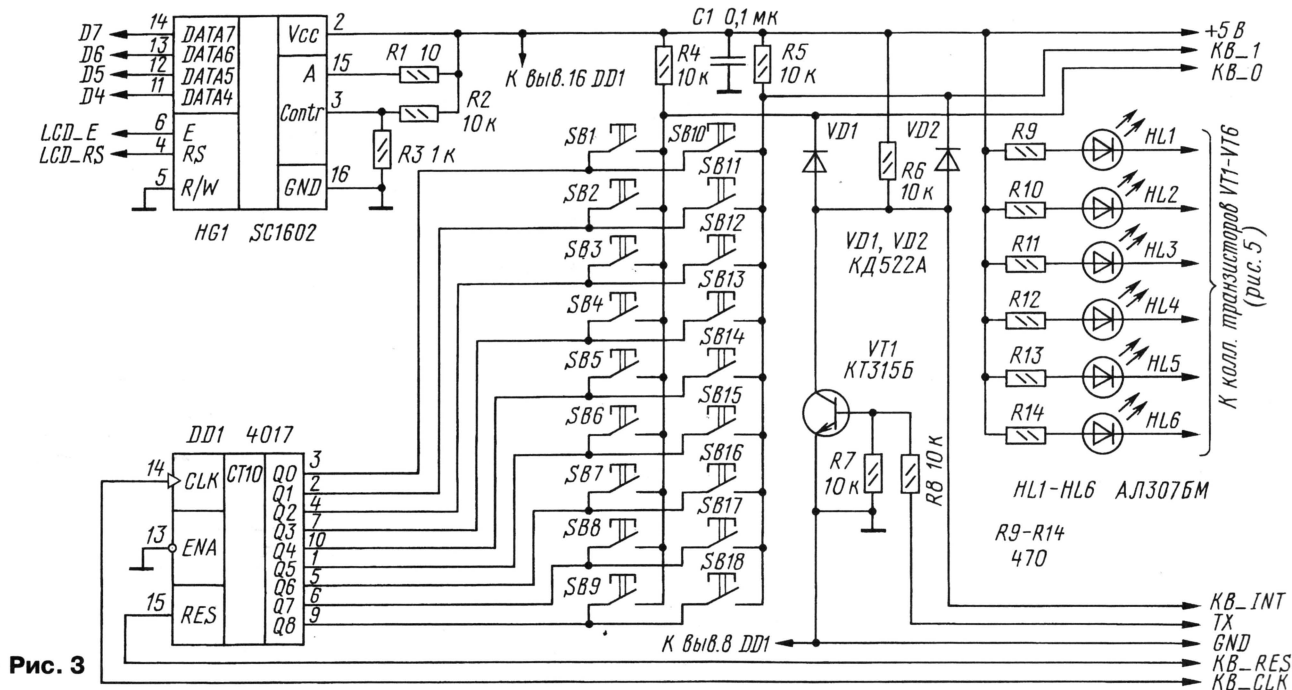 D7
14
DATA7
D6
13
DATA6
D5
12
DATA5
D4
11
DATA4
LCD_E
6
E
LCD_RS
4
RS
5
R/W
Vcc
2
A
15
Contr
3
GND
16
HG1 SC1602
R1 10
R2
10 к
R3 1 к
К выв.16 DD1
C1 0,1 мк
R4
10 к
R5
10 к
+5 В
KB_1
KB_0
SB1
SB2
SB3
SB4
SB5
SB6
SB7
SB8
SB9
SB10
SB11
SB12
SB13
SB14
SB15
SB16
SB17
SB18
VD1
VD2
R6
10 к
VD1, VD2
КД522А
VT1
КТ315Б
R7
10 к
R8 10 к
R9
HL1
R10
HL2
R11
HL3
R12
HL4
R13
HL5
R14
HL6
К колл. транзисторов VT1-VT6
(рис. 5)
HL1-HL6 АЛ307БМ
R9-R14
470
DD1 4017
14
CLK
CT10
13
ENA
15
RES
Q0
3
Q1
2
Q2
4
Q3
7
Q4
10
Q5
1
Q6
5
Q7
6
Q8
9
К выв.8 DD1
KB_INT
TX
GND
KB_RES
KB_CLK
Рис. 3